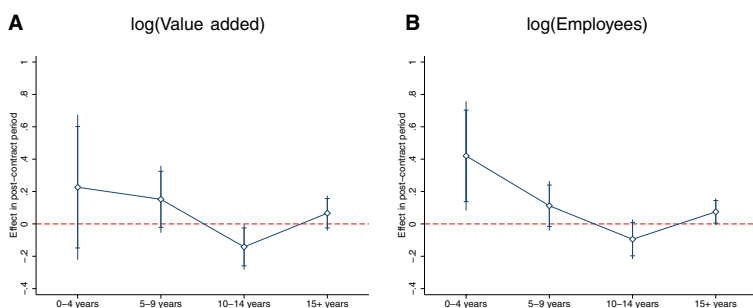 A
log(Value added)
Effect in post−contract period
1
.8
.6
.4
.2
0
−.2
−.4
0−4 years
5−9 years
10−14 years
15+ years
B
log(Employees)
Effect in post−contract period
1
.8
.6
.4
.2
0
−.2
−.4
0−4 years
5−9 years
10−14 years
15+ years